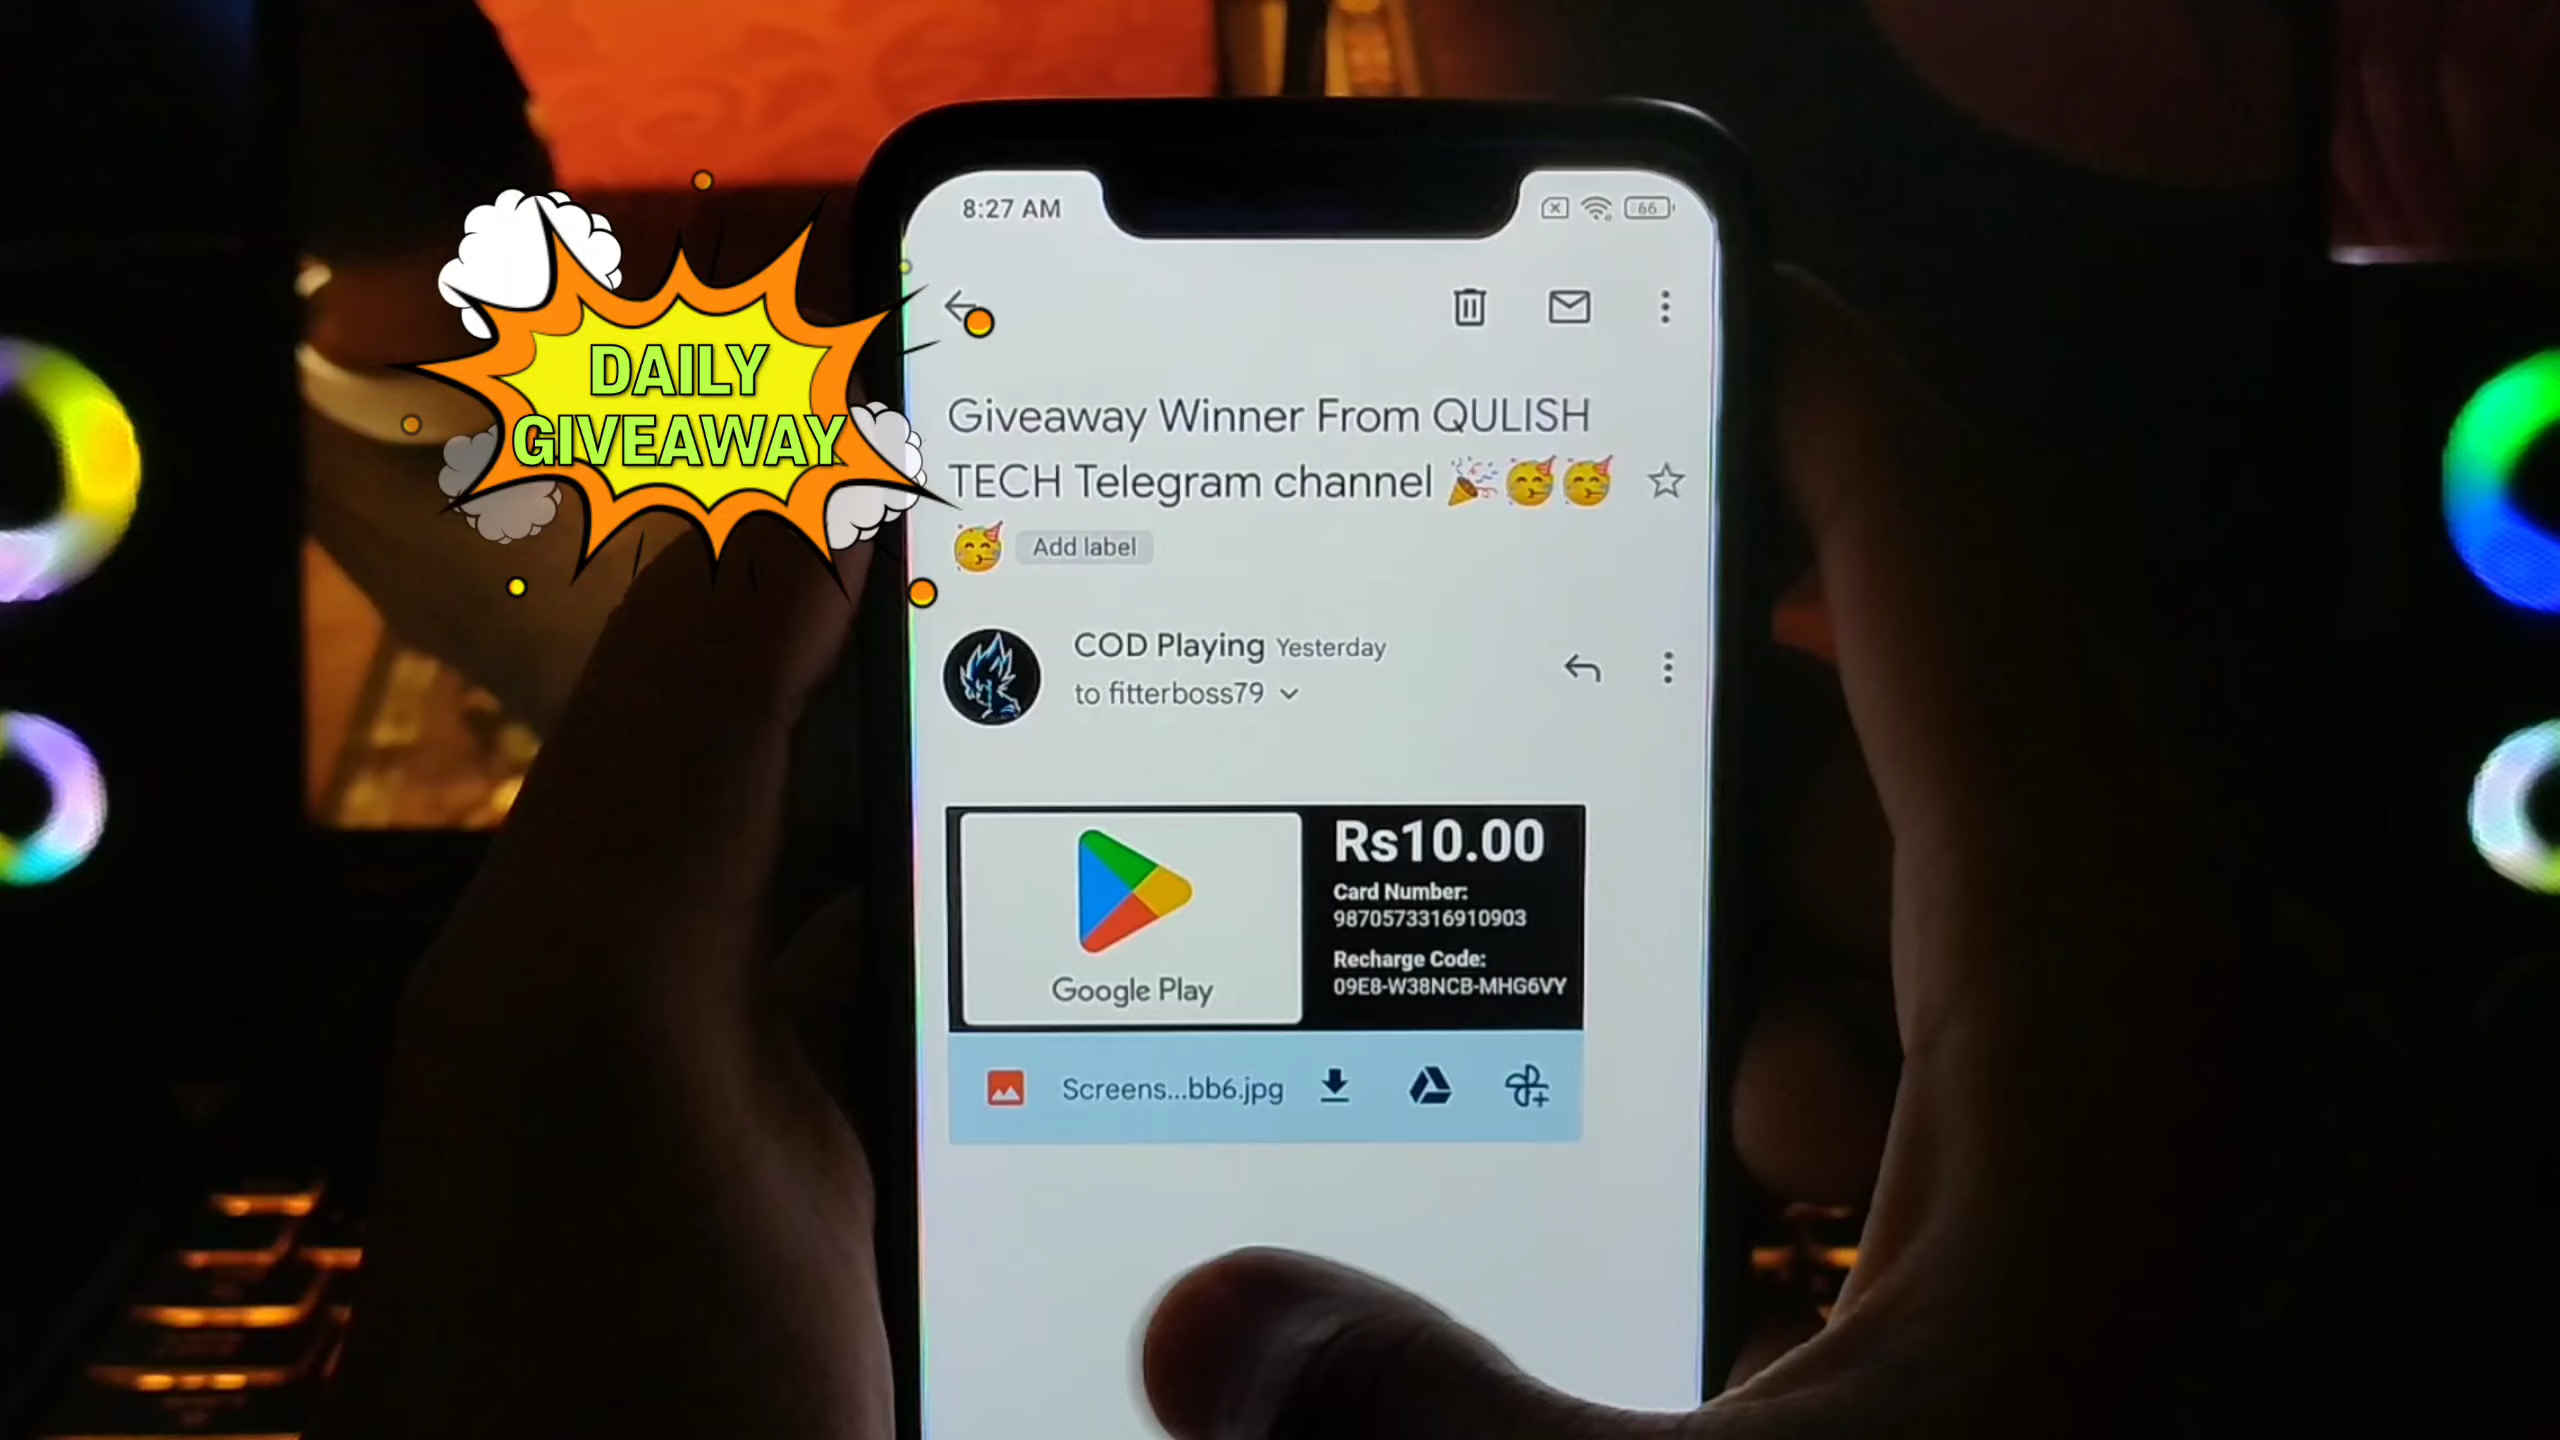 8:27 AM
66
DAILY
GIVEAWAY
Giveaway Winner From QULISH
TECH Telegram channel 🎉🥳🥳
🥳 Add label
COD Playing Yesterday
to fitterboss79
Rs10.00
Card Number:
9870573316910903
Recharge Code:
09E8-W38NCB-MHG6VY
Google Play
Screens...bb6.jpg